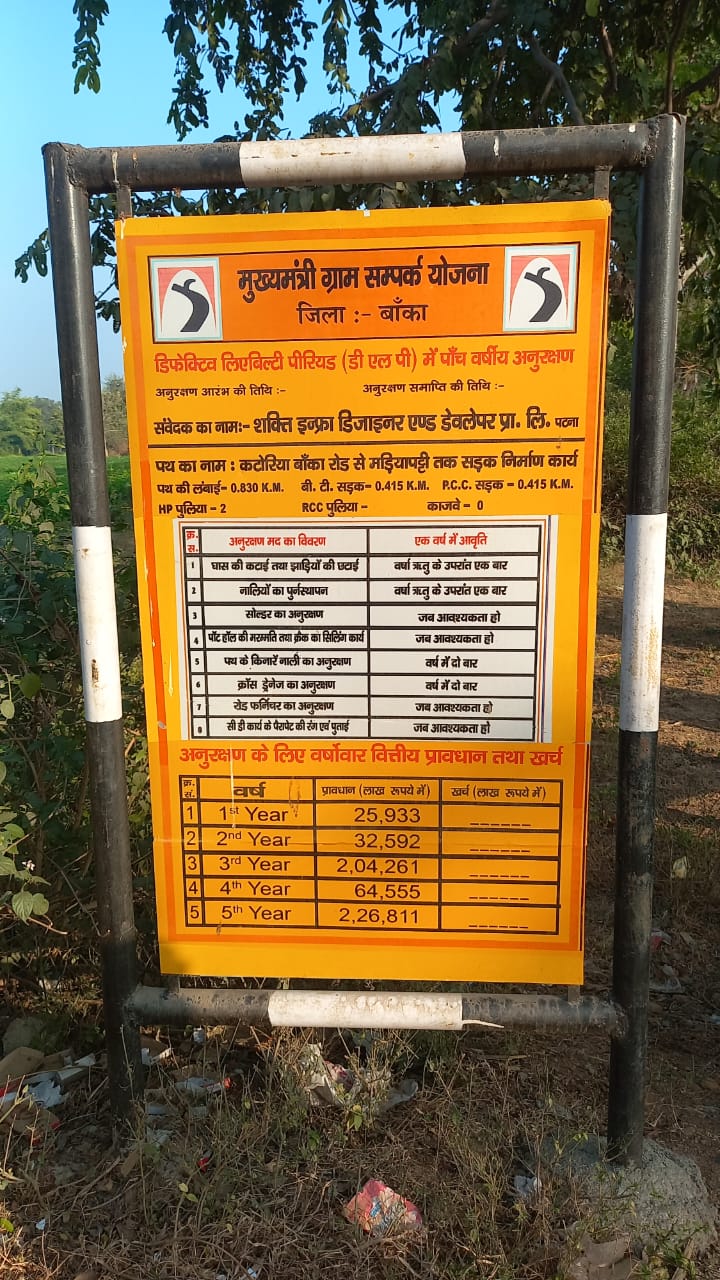 मुख्यमंत्री ग्राम सम्पर्क योजना
जिला :- बाँका
डिफेक्टिव लिएबिल्टी पीरियड (डी एल पी) में पाँच वर्षीय अनुरक्षण
अनुरक्षण आरंभ की तिथि :- अनुरक्षण समाप्ति की तिथि :-
संवेदक का नामः- शक्ति इन्फ्रा डिजाइनर एण्ड डेवलेपर प्रा. लि. पटना
पथ का नाम : कटोरिया बाँका रोड से मड़ियापट्टी तक सड़क निर्माण कार्य
पथ की लंबाई- 0.830 K.M. बी. टी. सड़क- 0.415 K.M. P.C.C. सड़क - 0.415 K.M.
HP पुलिया - 2 RCC पुलिया - काजवे - 0
क्र. स. अनुरक्षण मद का विवरण एक वर्ष में आवृति
1 घास की कटाई तथा झाड़ियों की छटाई वर्षा ऋतु के उपरांत एक बार
2 नालियों का पुर्नस्थापन वर्षा ऋतु के उपरांत एक बार
3 सोल्डर का अनुरक्षण जब आवश्यकता हो
4 पॉट हॉल की मरम्मति तथा क्रैक का सिलिंग कार्य जब आवश्यकता हो
5 पथ के किनारें नाली का अनुरक्षण वर्ष में दो बार
6 क्रॉस ड्रेनेज का अनुरक्षण वर्ष में दो बार
7 रोड फर्निचर का अनुरक्षण जब आवश्यकता हो
8 सी डी कार्य के पैरापेट की रंग एवं पुताई जब आवश्यकता हो
अनुरक्षण के लिए वर्षोवार वित्तीय प्रावधान तथा खर्च
क्र. सं. वर्ष प्रावधान (लाख रूपये में) खर्च (लाख रूपये में)
1 1st Year 25,933 ______
2 2nd Year 32,592 ______
3 3rd Year 2,04,261 ______
4 4th Year 64,555 ______
5 5th Year 2,26,811 ______